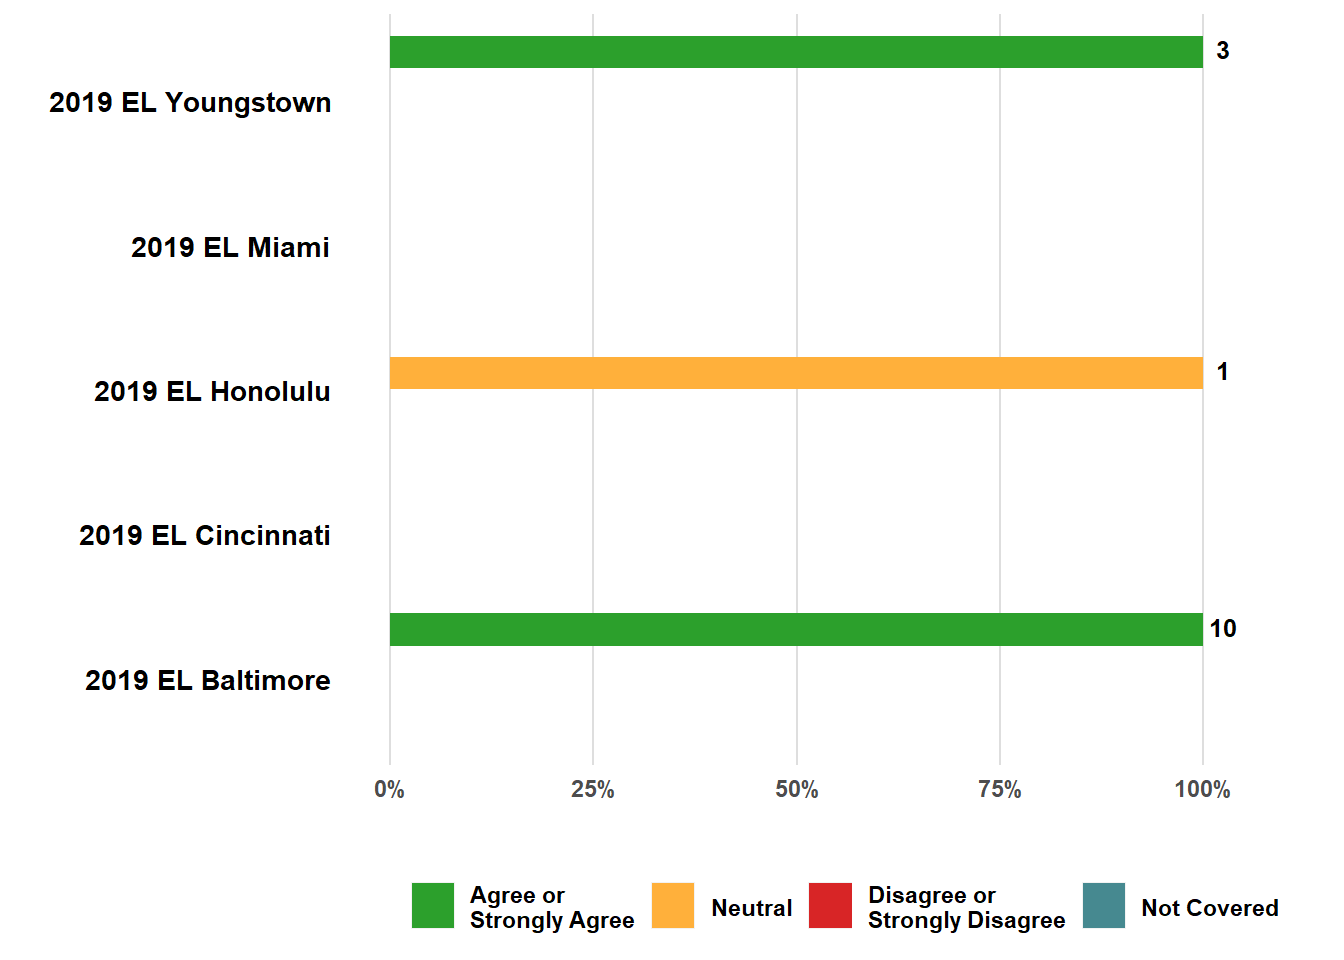 3
2019 EL Youngstown
2019 EL Miami
1
2019 EL Honolulu
2019 EL Cincinnati
10
2019 EL Baltimore
0% 25% 50% 75% 100%
Agree or
Strongly Agree
Neutral
Disagree or
Strongly Disagree
Not Covered